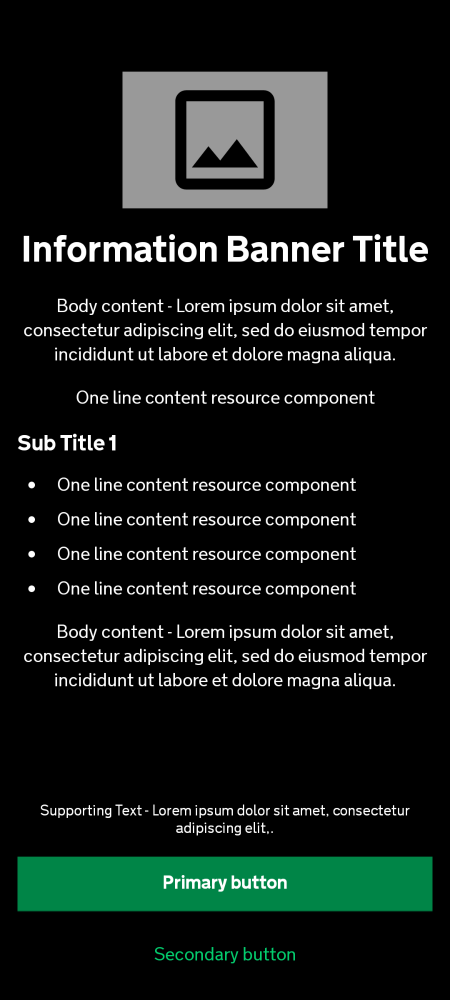 Information Banner Title
Body content - Lorem ipsum dolor sit amet,
consectetur adipiscing elit, sed do eiusmod tempor
incididunt ut labore et dolore magna aliqua.
One line content resource component
Sub Title 1
• One line content resource component
• One line content resource component
• One line content resource component
• One line content resource component
Body content - Lorem ipsum dolor sit amet,
consectetur adipiscing elit, sed do eiusmod tempor
incididunt ut labore et dolore magna aliqua.
Supporting Text - Lorem ipsum dolor sit amet, consectetur
adipiscing elit,.
Primary button
Secondary button